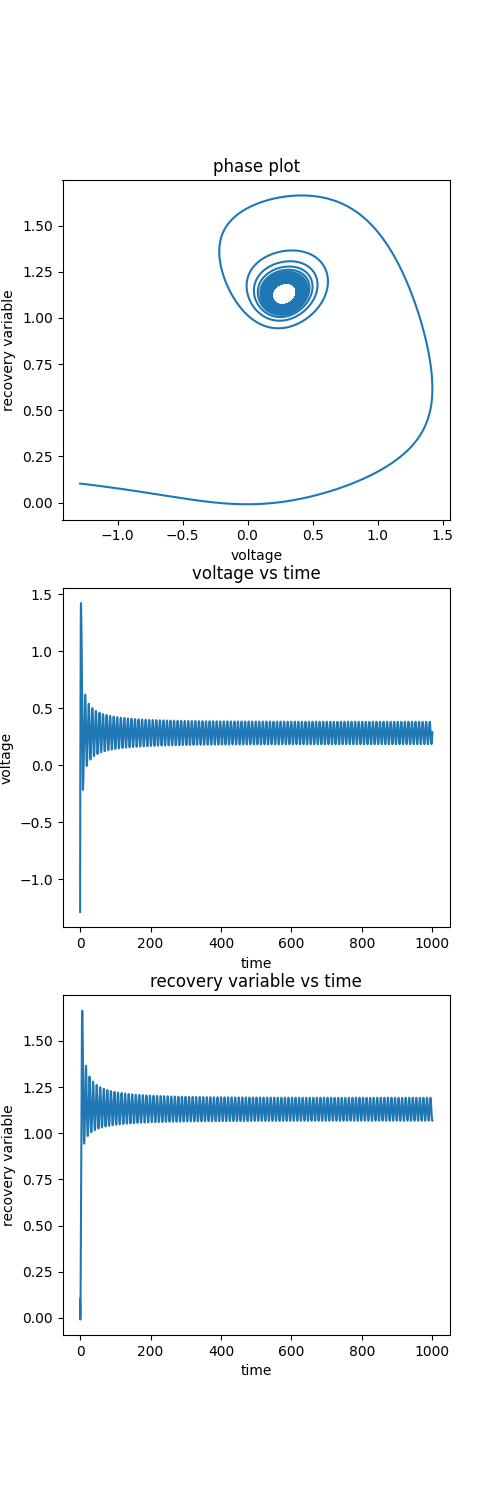 phase plot
1.50
1.25
1.00
0.75
0.50
0.25
0.00
recovery variable
−1.0 −0.5 0.0 0.5 1.0 1.5
voltage
voltage vs time
1.5
1.0
0.5
0.0
−0.5
−1.0
voltage
0 200 400 600 800 1000
time
recovery variable vs time
1.50
1.25
1.00
0.75
0.50
0.25
0.00
recovery variable
0 200 400 600 800 1000
time